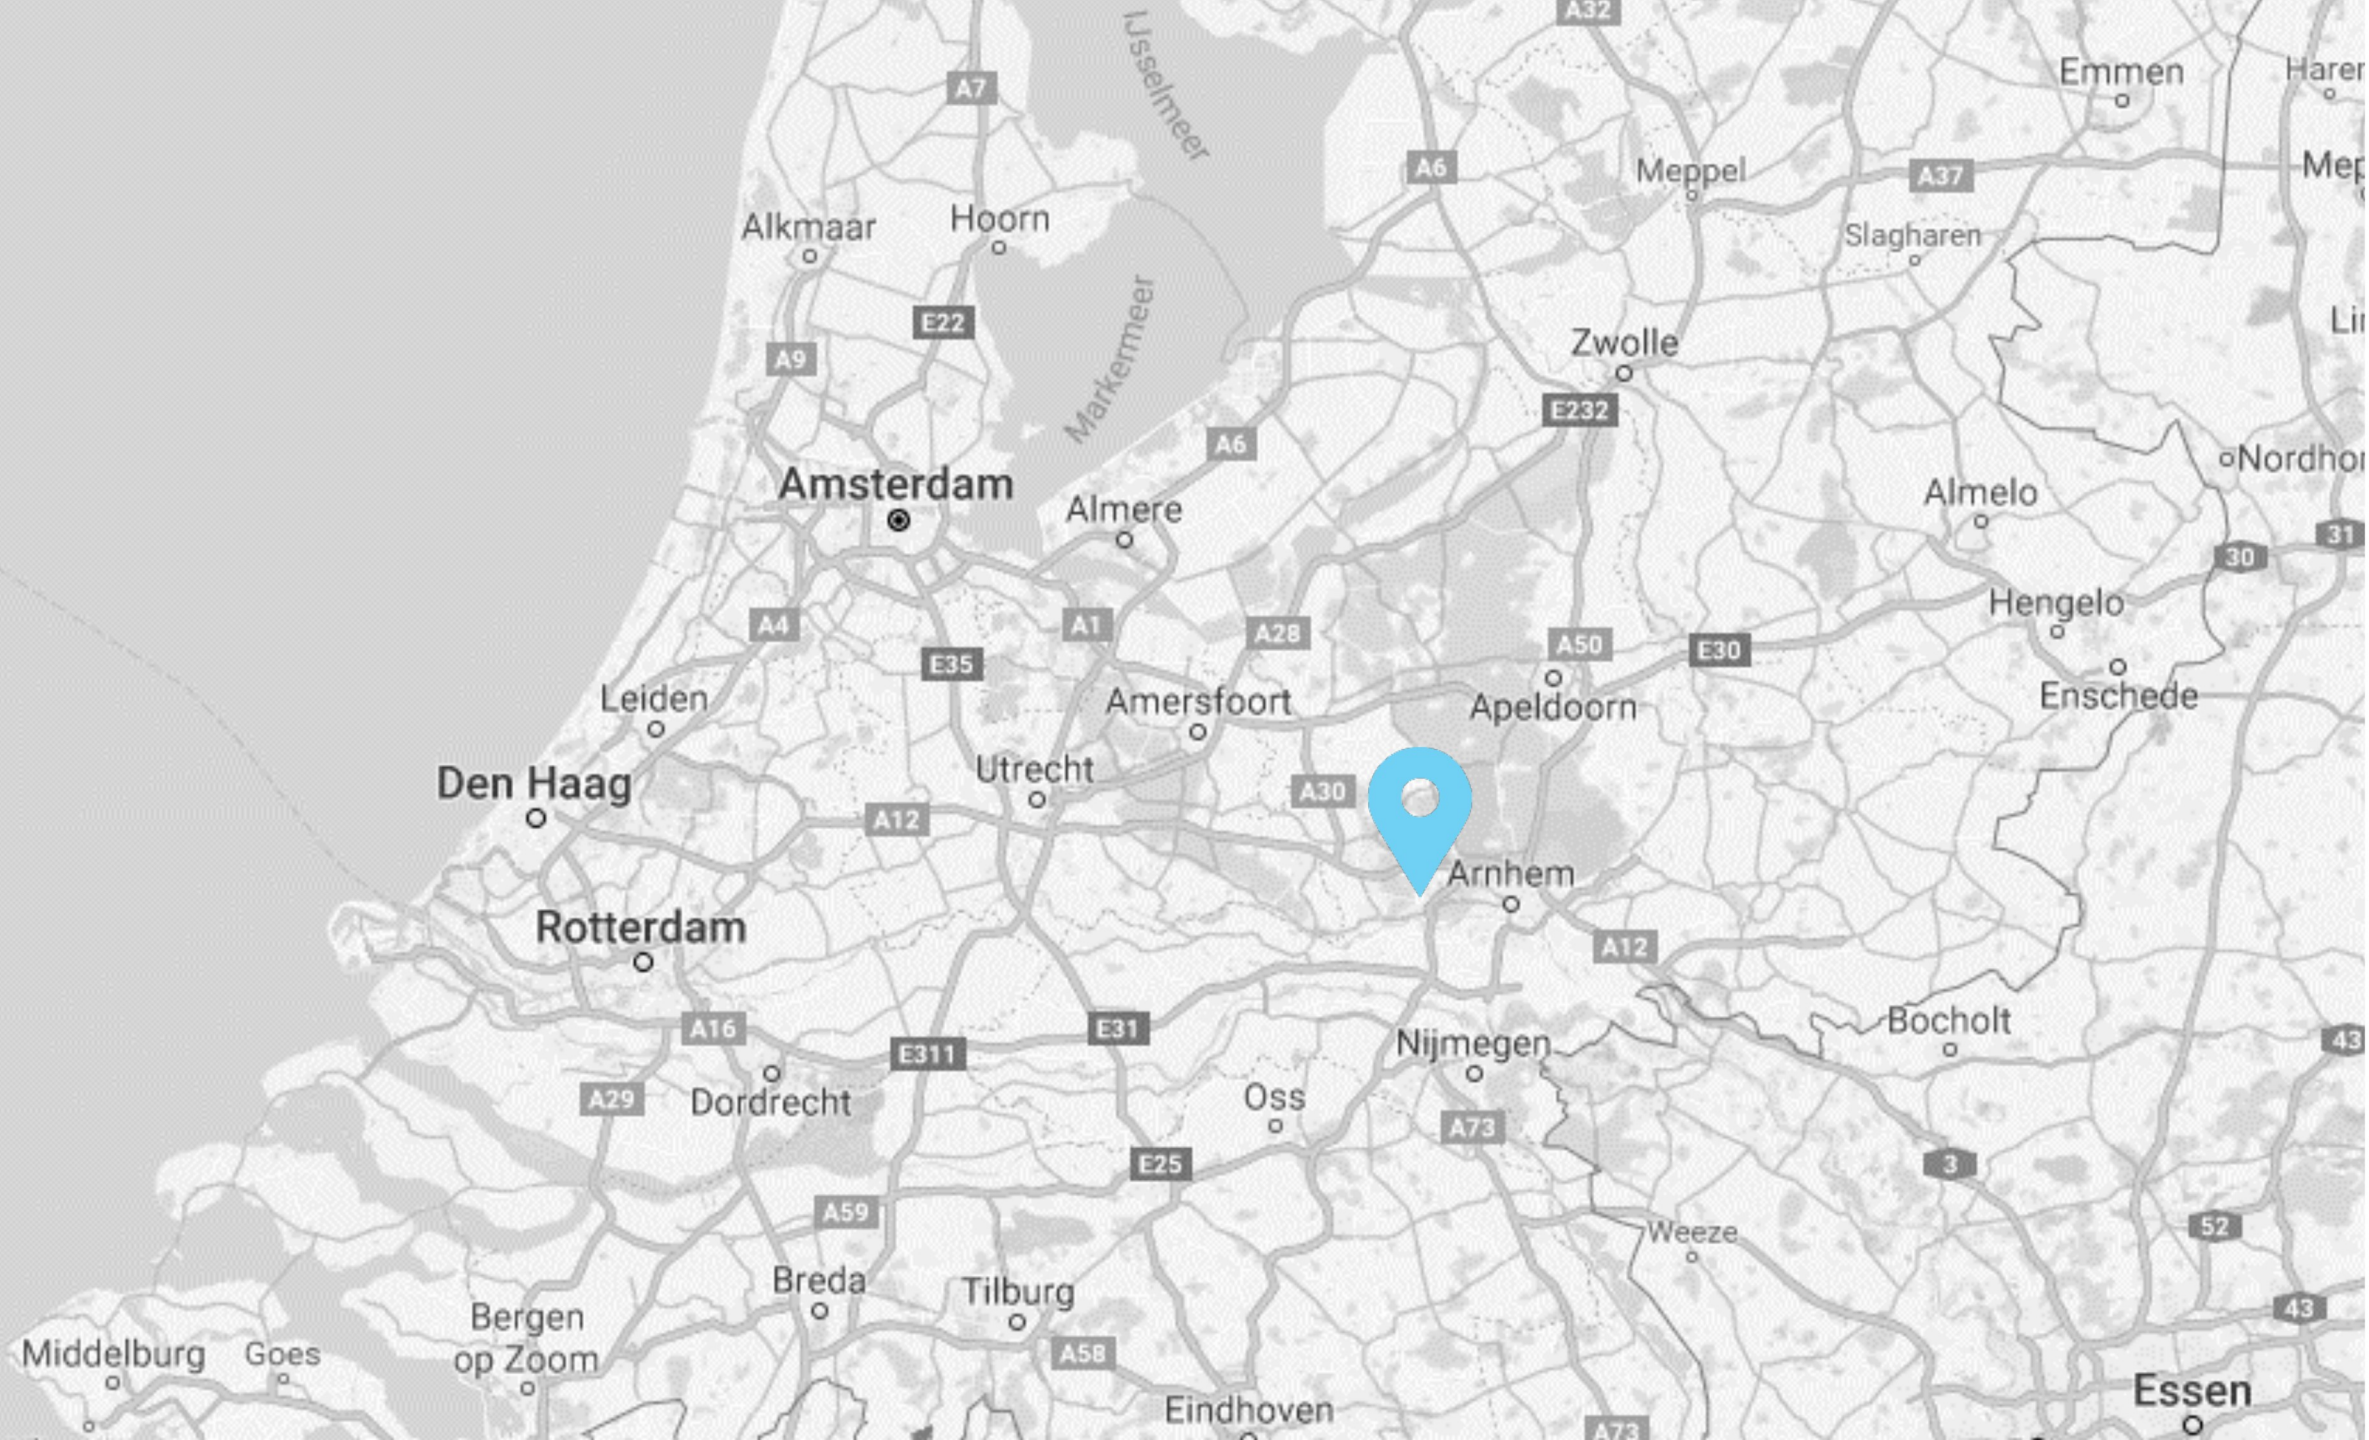 A32
IJsselmeer
A7
Emmen
A6
Meppel
A37
Alkmaar
Hoorn
Slagharen
E22
Markermeer
A9
Zwolle
E232
A6
Amsterdam
Almere
Almelo
31
30
Hengelo
A4
A1
A28
A50
E30
E35
Leiden
Amersfoort
Apeldoorn
Enschede
Utrecht
Den Haag
A30
A12
Arnhem
Rotterdam
A12
A16
E31
Bocholt
E311
Nijmegen
43
A29
Dordrecht
Oss
A73
E25
3
A59
52
Weeze
Breda
Tilburg
43
Bergen
op Zoom
Middelburg
Goes
A58
Essen
Eindhoven
A73